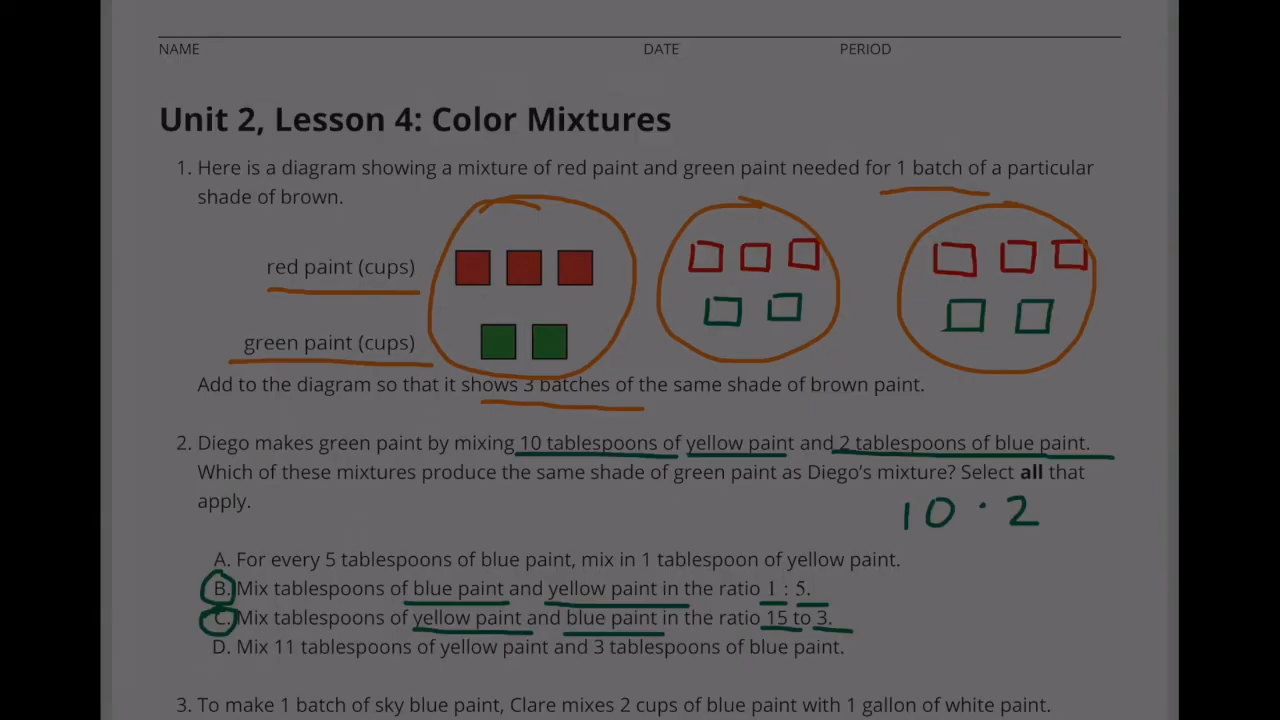 NAME DATE PERIOD
Unit 2, Lesson 4: Color Mixtures
1. Here is a diagram showing a mixture of red paint and green paint needed for 1 batch of a particular
shade of brown.
red paint (cups)
green paint (cups)
Add to the diagram so that it shows 3 batches of the same shade of brown paint.
2. Diego makes green paint by mixing 10 tablespoons of yellow paint and 2 tablespoons of blue paint.
Which of these mixtures produce the same shade of green paint as Diego's mixture? Select all that
apply.
10 · 2
A. For every 5 tablespoons of blue paint, mix in 1 tablespoon of yellow paint.
B. Mix tablespoons of blue paint and yellow paint in the ratio 1 : 5.
C. Mix tablespoons of yellow paint and blue paint in the ratio 15 to 3.
D. Mix 11 tablespoons of yellow paint and 3 tablespoons of blue paint.
3. To make 1 batch of sky blue paint, Clare mixes 2 cups of blue paint with 1 gallon of white paint.